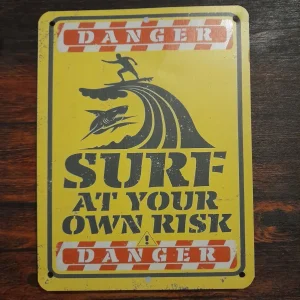 DANGER
SURF
AT YOUR
OWN RISK
!
DANGER